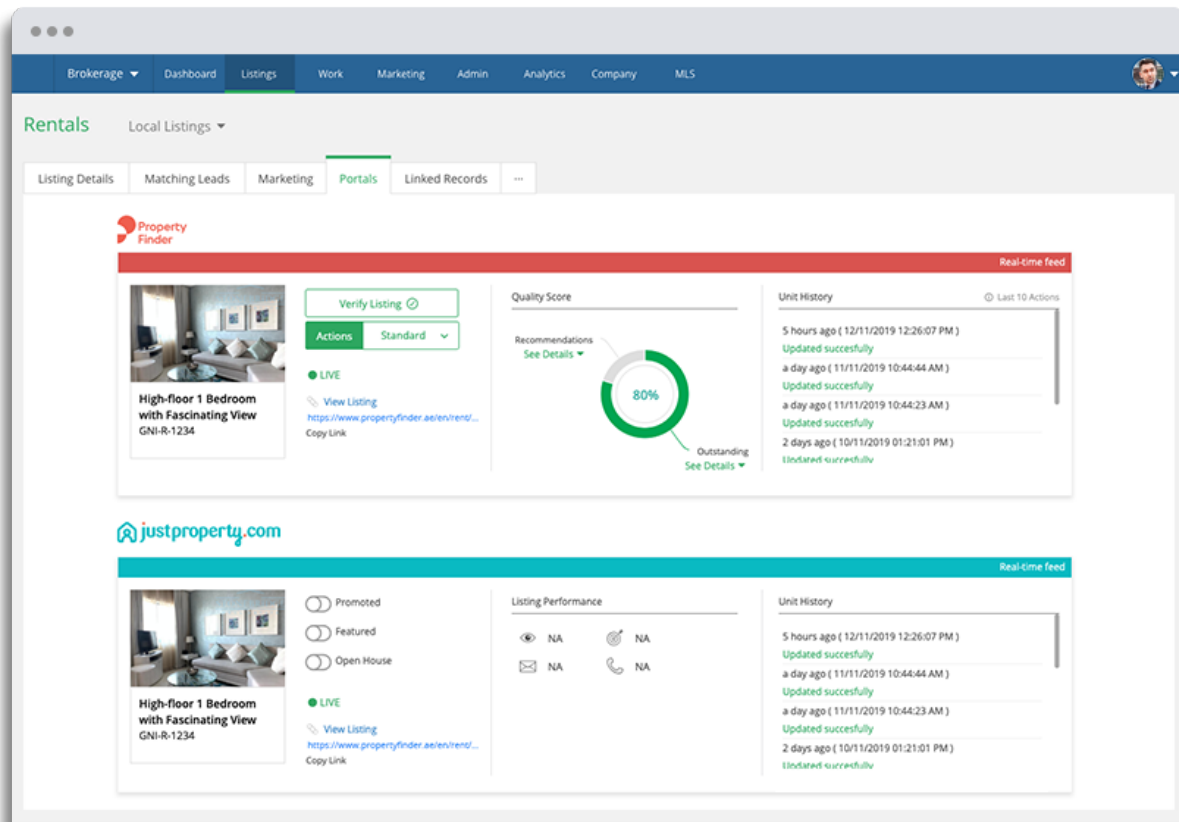 Brokerage Dashboard Listings Work Marketing Admin Analytics Company MLS
Rentals Local Listings
Listing Details Matching Leads Marketing Portals Linked Records ...
Property
Finder
Real-time feed
High-floor 1 Bedroom
with Fascinating View
GNI-R-1234
Verify Listing
Actions Standard
LIVE
View Listing
https://www.propertyfinder.ae/en/rent/...
Copy Link
Quality Score
Recommendations
See Details
80%
Outstanding
See Details
Unit History Last 10 Actions
5 hours ago ( 12/11/2019 12:26:07 PM )
Updated succesfully
a day ago ( 11/11/2019 10:44:44 AM )
Updated succesfully
a day ago ( 11/11/2019 10:44:23 AM )
Updated succesfully
2 days ago ( 10/11/2019 01:21:01 PM )
Updated succesfully
justproperty.com
Real-time feed
High-floor 1 Bedroom
with Fascinating View
GNI-R-1234
Promoted
Featured
Open House
LIVE
View Listing
https://www.propertyfinder.ae/en/rent/...
Copy Link
Listing Performance
NA NA
NA NA
Unit History
5 hours ago ( 12/11/2019 12:26:07 PM )
Updated succesfully
a day ago ( 11/11/2019 10:44:44 AM )
Updated succesfully
a day ago ( 11/11/2019 10:44:23 AM )
Updated succesfully
2 days ago ( 10/11/2019 01:21:01 PM )
Updated succesfully